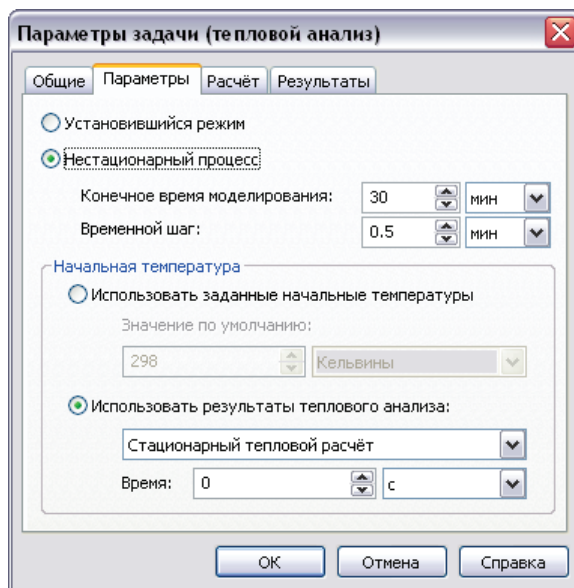 Параметры задачи (тепловой анализ)
Общие Параметры Расчёт Результаты
Установившийся режим
Нестационарный процесс
Конечное время моделирования: 30 мин
Временной шаг: 0.5 мин
Начальная температура
Использовать заданные начальные температуры
Значение по умолчанию:
298 Кельвины
Использовать результаты теплового анализа:
Стационарный тепловой расчёт
Время: 0 с
ОК Отмена Справка